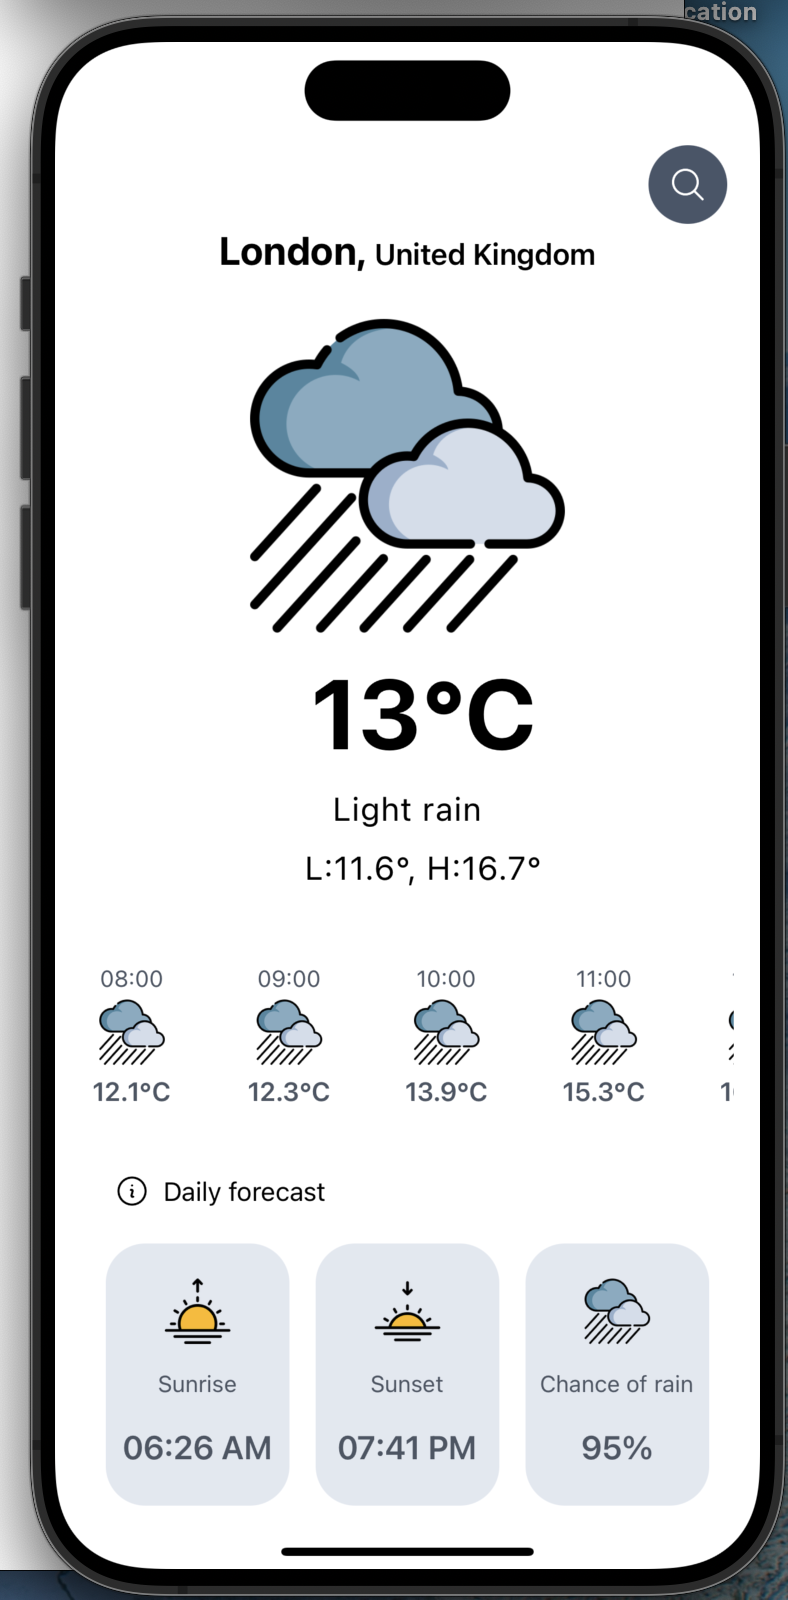 cation
London, United Kingdom
13°C
Light rain
L:11.6°, H:16.7°
08:00 09:00 10:00 11:00
12.1°C 12.3°C 13.9°C 15.3°C
Daily forecast
Sunrise Sunset Chance of rain
06:26 AM 07:41 PM 95%